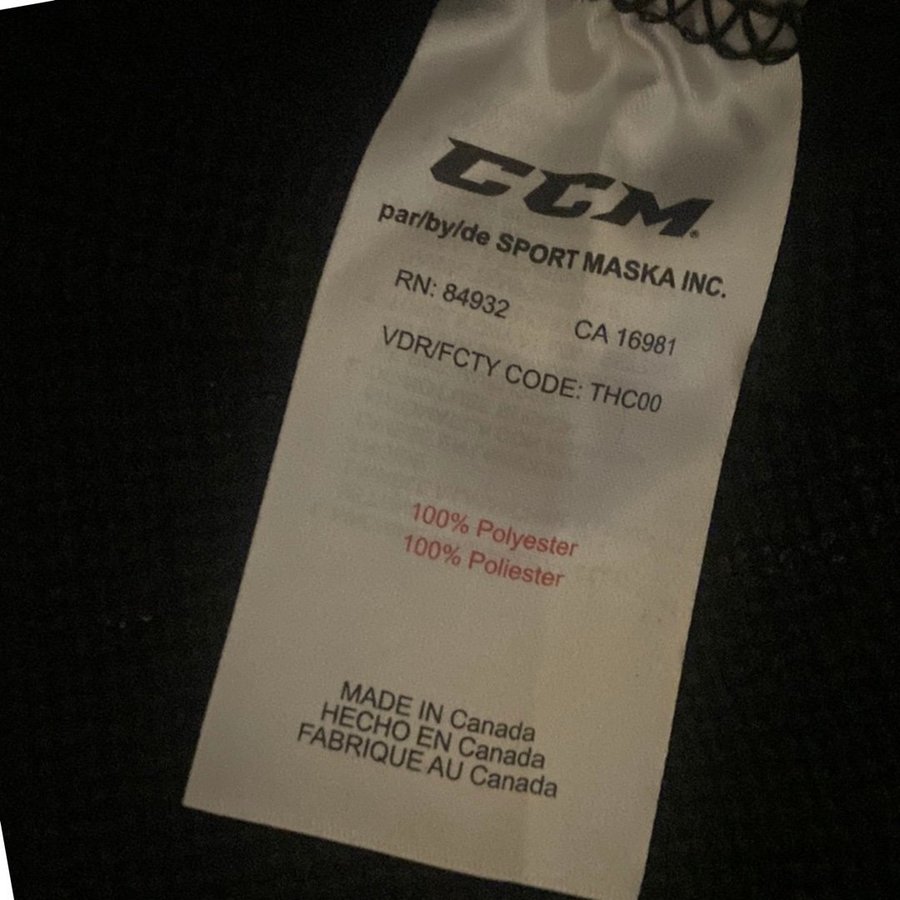 CCM
par/by/de SPORT MASKA INC.
RN: 84932 CA 16981
VDR/FCTY CODE: THC00
100% Polyester
100% Poliester
MADE IN Canada
HECHO EN Canada
FABRIQUE AU Canada